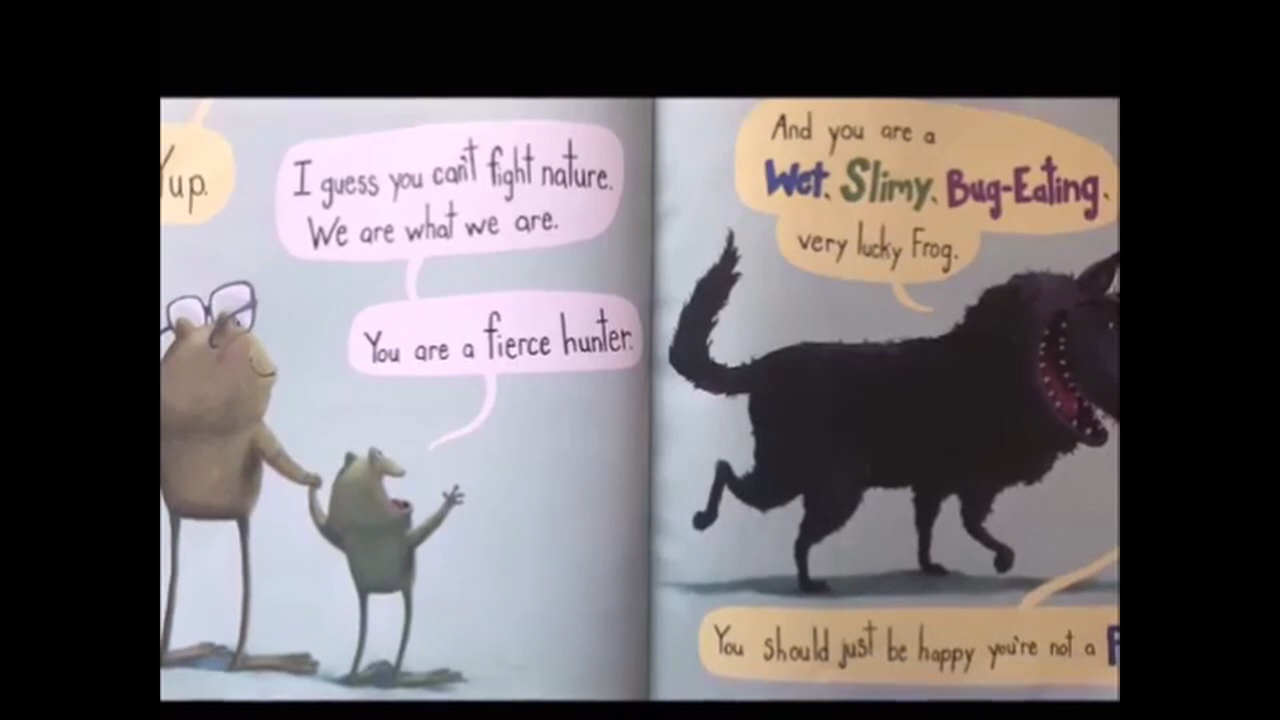 Yup.
I guess you can't fight nature.
We are what we are.
You are a fierce hunter.
And you are a
Wet, Slimy, Bug-Eating,
very lucky Frog.
You should just be happy you're not a